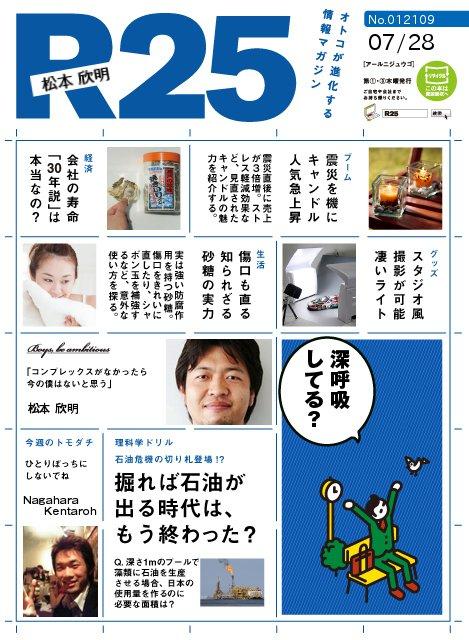 R25
松本 欣明
オトコが進化する
情報マガジン
No.012109
07/28
[アールニジュウゴ]
第①・③木曜発行
ご自宅や会社まで
お持ち帰りください。
リサイクル
この本は
R25
検索
経済
会社の寿命
「30年説」は
本当なの?
ブーム
震災を機に
キャンドル
人気急上昇
震災直後に売上
が3倍増。スト
レス軽減効果な
ど、見直された
キャンドルの魅
力を紹介する。
生活
傷口も直る
知られざる
砂糖の実力
実は強い防腐作
用を持つ砂糖。
傷口をきれいに
直したり、シャ
ボン玉を補強す
るなど、意外な
使い方を探る。
グッズ
スタジオ風
撮影が可能
凄いライト
Boys, be ambitious
「コンプレックスがなかったら
今の僕はないと思う」
松本 欣明
深呼吸
してる?
今週のトモダチ
ひとりぼっちに
しないでね
Nagahara
Kentaroh
理科学ドリル
石油危機の切り札登場!?
掘れば石油が
出る時代は、
もう終わった?
Q. 深さ1mのプールで
藻類に石油を生産
させる場合、日本の
使用量を作るのに
必要な面積は?